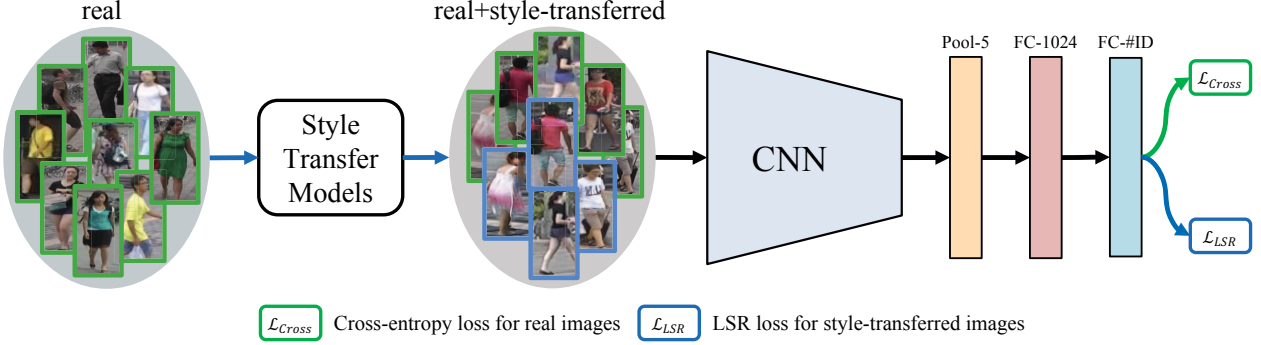 real
real+style-transferred
Style
Transfer
Models
CNN
Pool-5
FC-1024
FC-#ID
ℒ_Cross
ℒ_LSR
ℒ_Cross Cross-entropy loss for real images
ℒ_LSR LSR loss for style-transferred images